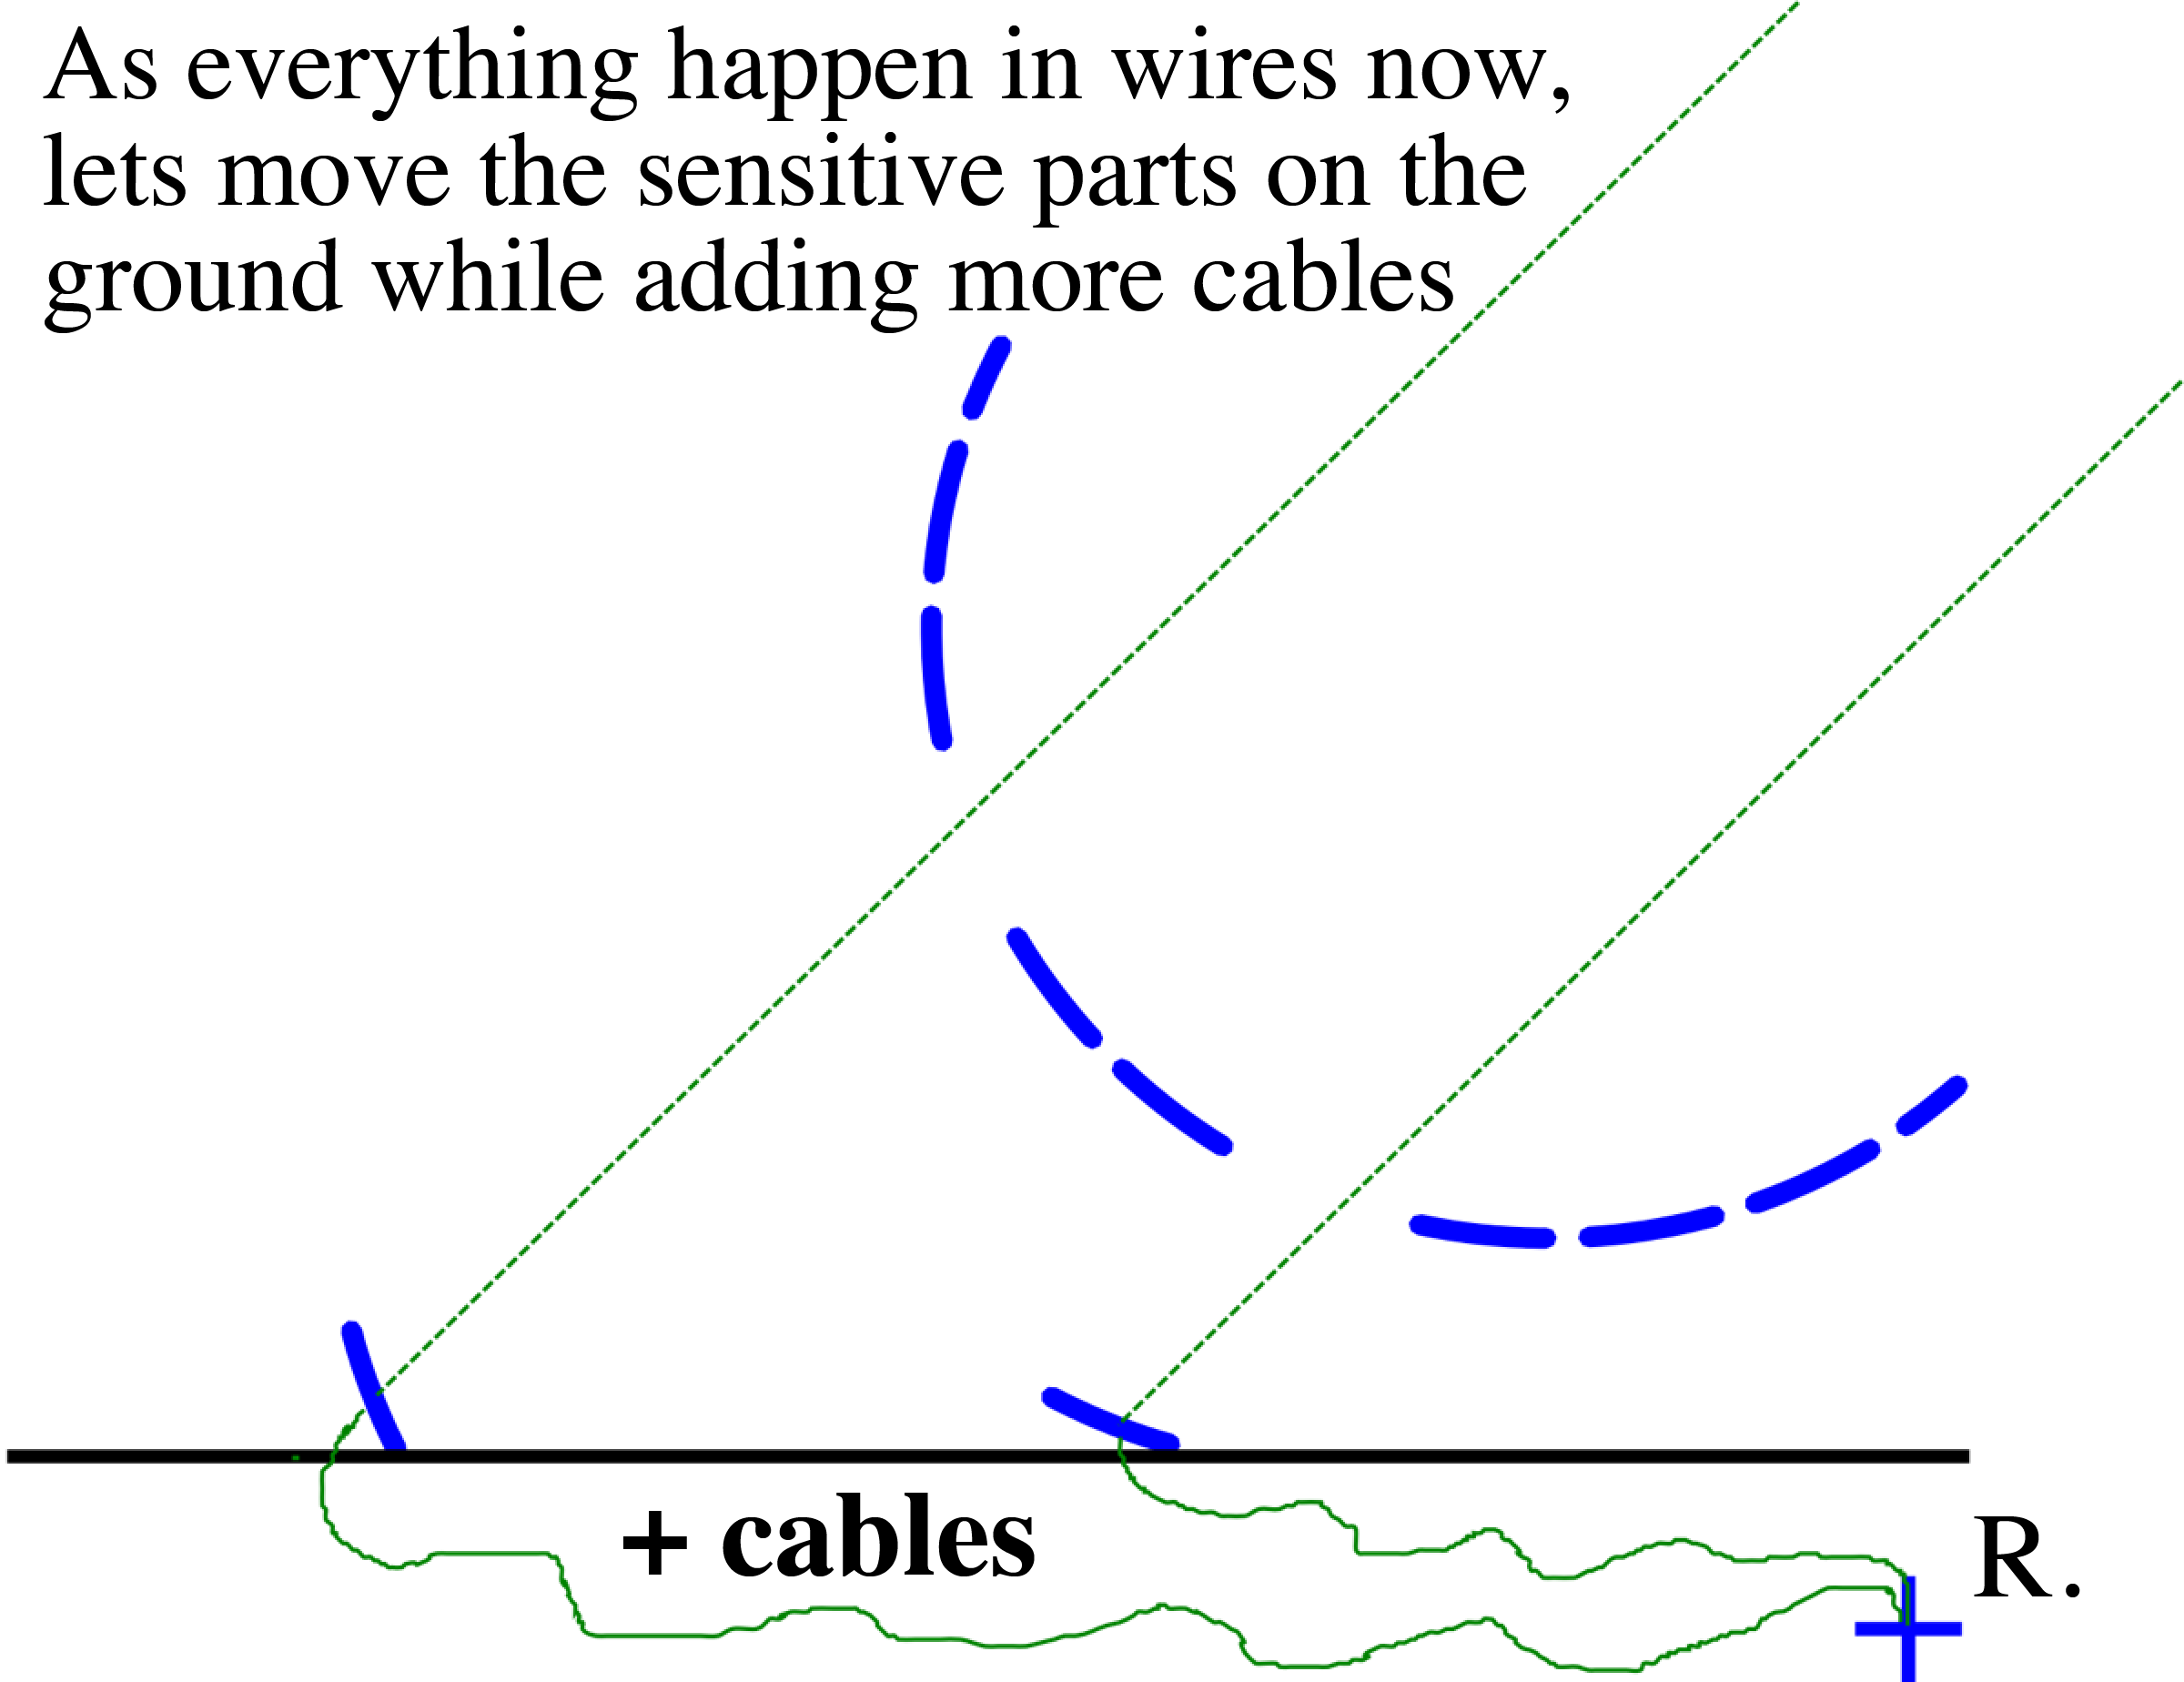 As everything happen in wires now,
lets move the sensitive parts on the
ground while adding more cables
+ cables
R.